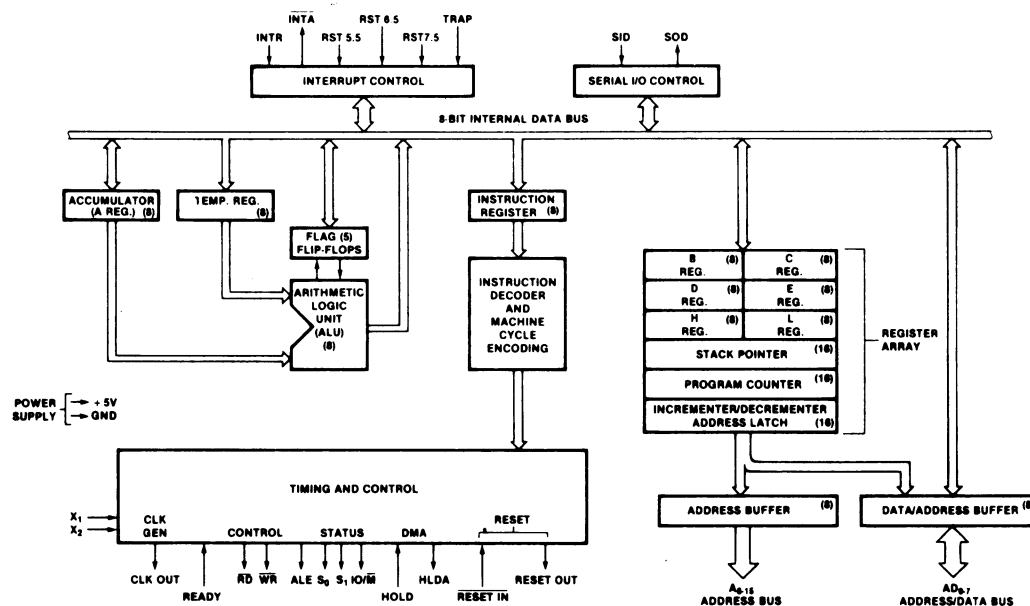 INTR
INTA
RST 5.5
RST 6.5
RST 7.5
TRAP
SID
SOD
INTERRUPT CONTROL
SERIAL I/O CONTROL
8-BIT INTERNAL DATA BUS
ACCUMULATOR
(A REG.) (8)
TEMP. REG.
(8)
FLAG (5)
FLIP-FLOPS
INSTRUCTION
REGISTER (8)
ARITHMETIC
LOGIC
UNIT
(ALU)
(8)
INSTRUCTION
DECODER
AND
MACHINE
CYCLE
ENCODING
B (8)
REG.
C (8)
REG.
D (8)
REG.
E (8)
REG.
H (8)
REG.
L (8)
REG.
STACK POINTER (16)
PROGRAM COUNTER (16)
INCREMENTER/DECREMENTER
ADDRESS LATCH (16)
REGISTER
ARRAY
POWER
SUPPLY
+ 5V
GND
TIMING AND CONTROL
X1
X2
CLK
GEN
CONTROL
STATUS
DMA
RESET
CLK OUT
READY
RD
WR
ALE
S0
S1
IO/M
HOLD
HLDA
RESET IN
RESET OUT
ADDRESS BUFFER (8)
DATA/ADDRESS BUFFER (8
A8-15
ADDRESS BUS
AD0-7
ADDRESS/DATA BUS